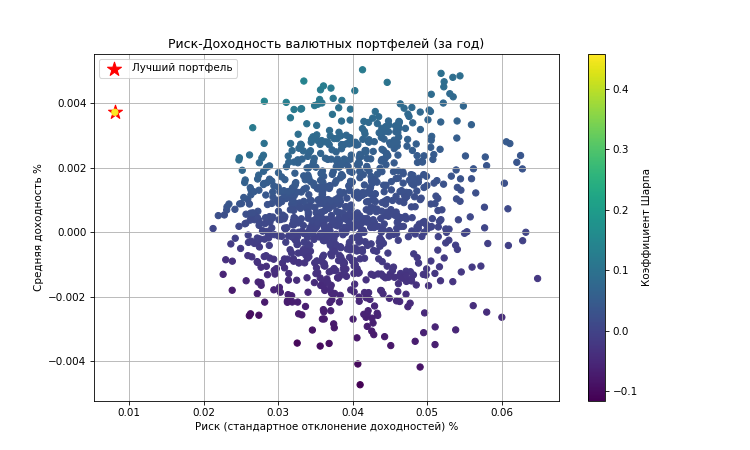 Риск-Доходность валютных портфелей (за год)
Лучший портфель
0.004
0.002
0.000
−0.002
−0.004
Средняя доходность %
0.01 0.02 0.03 0.04 0.05 0.06
Риск (стандартное отклонение доходностей) %
0.4
0.3
0.2
0.1
0.0
−0.1
Коэффициент Шарпа